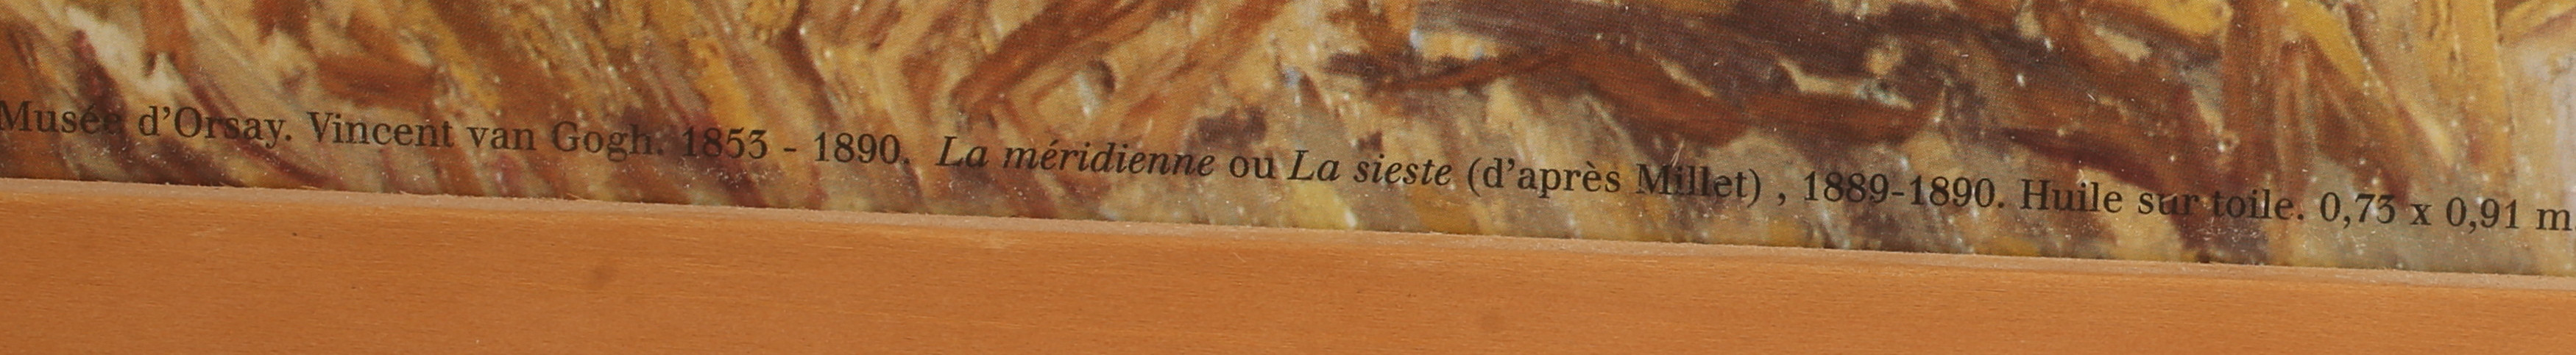 Musée d'Orsay. Vincent van Gogh. 1853 - 1890. La méridienne ou La sieste (d'après Millet) , 1889-1890. Huile sur toile. 0,73 x 0,91 m.